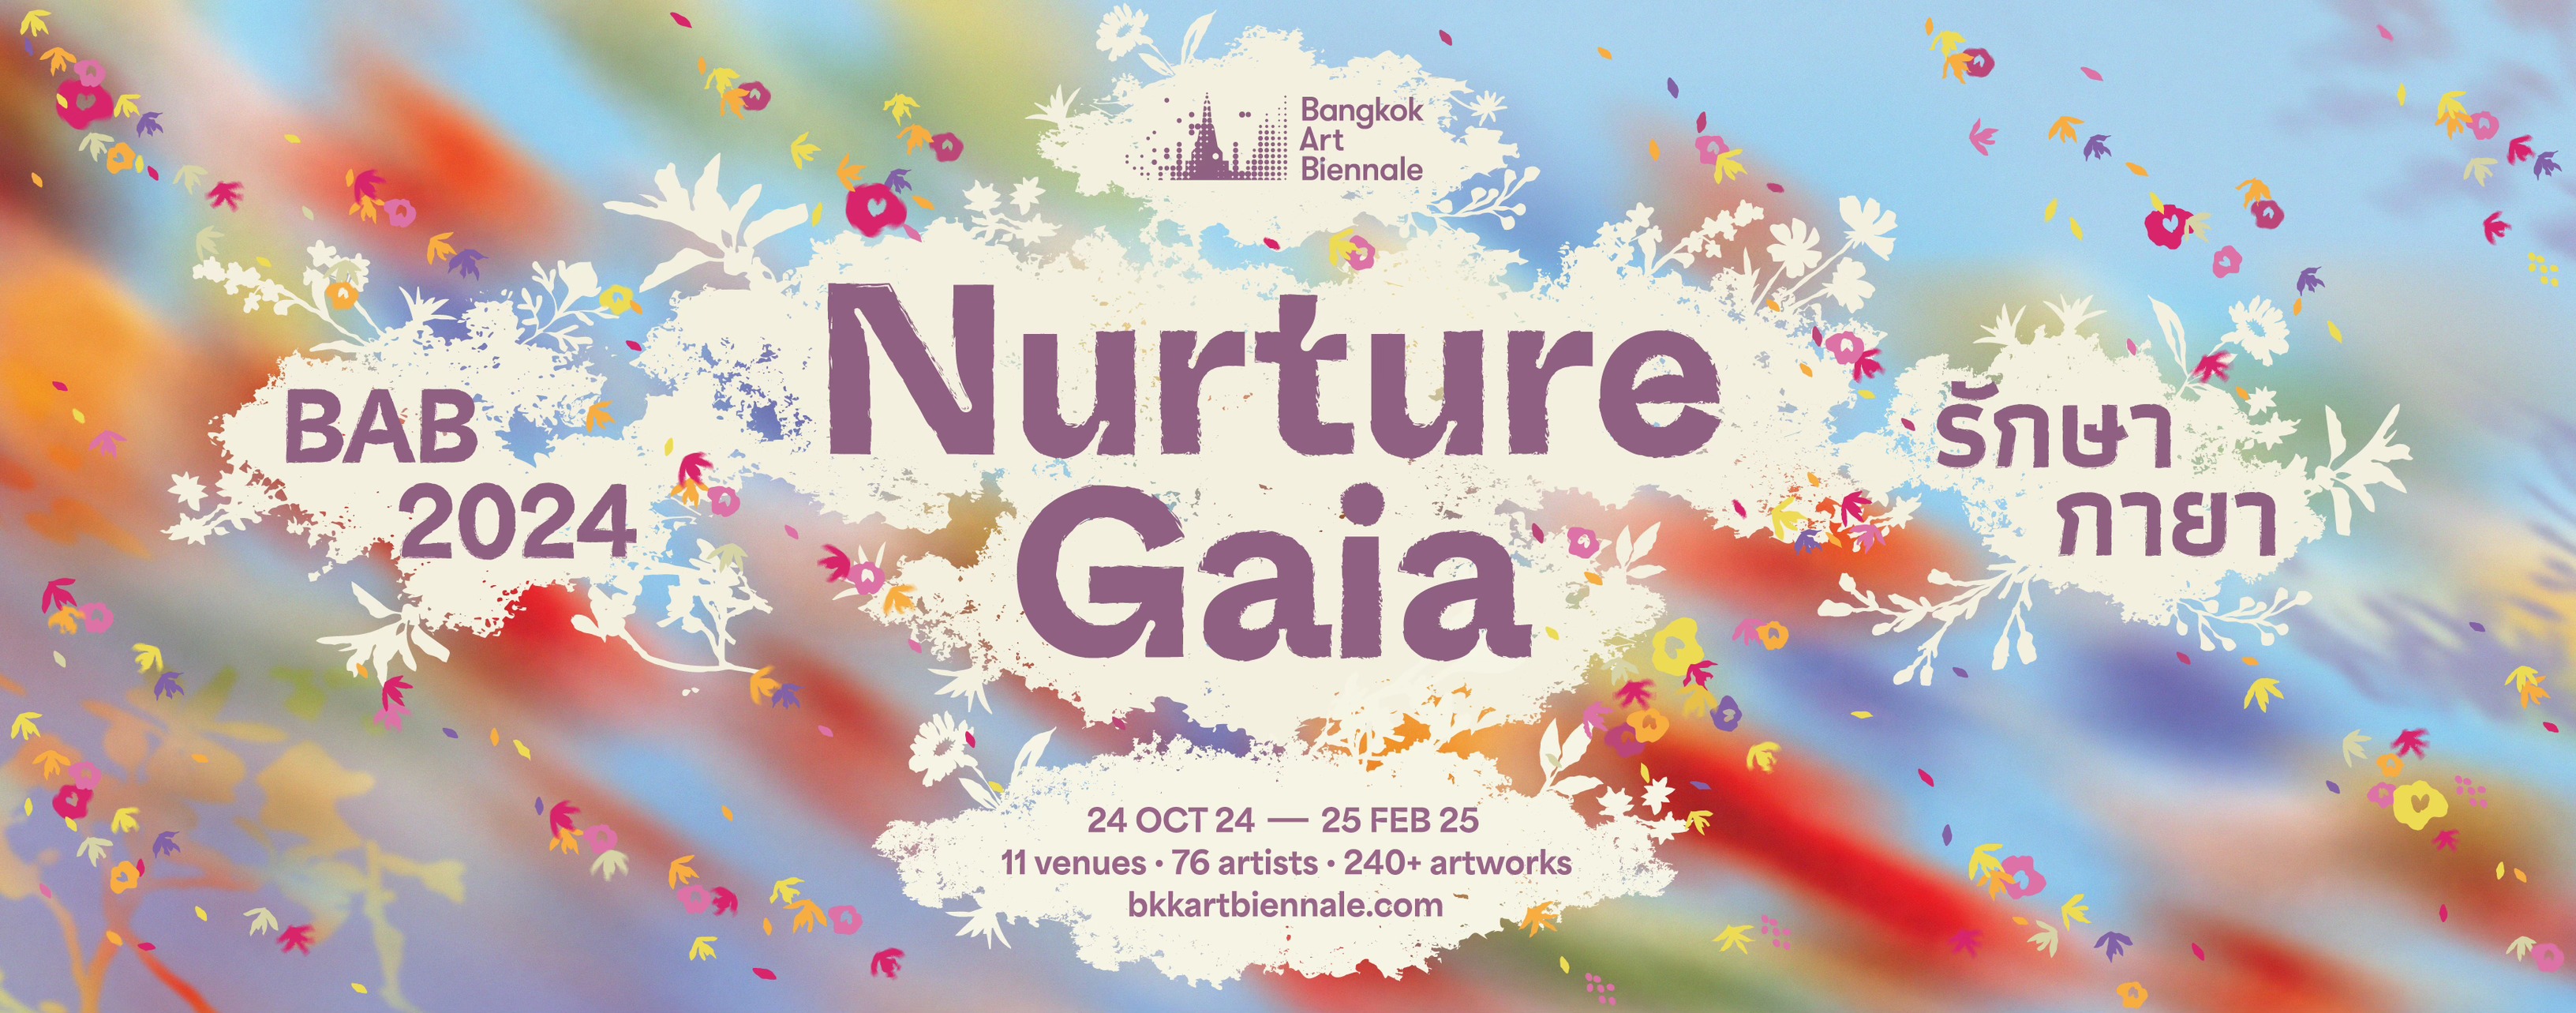 Bangkok
Art
Biennale
BAB
2024
Nurture
Gaia
รักษา
กายา
24 OCT 24 — 25 FEB 25
11 venues • 76 artists • 240+ artworks
bkkartbiennale.com